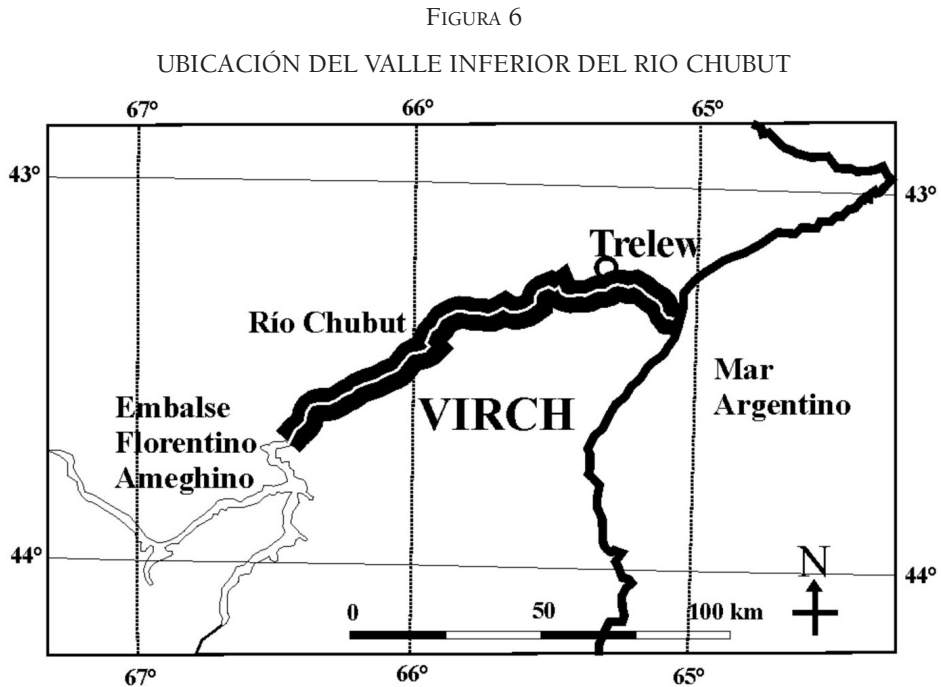 FIGURA 6
UBICACIÓN DEL VALLE INFERIOR DEL RIO CHUBUT
67° 66° 65°
43° 43°
Trelew
Río Chubut
Mar
Argentino
VIRCH
Embalse
Florentino
Ameghino
44° 44°
N
0 50 100 km
67° 66° 65°